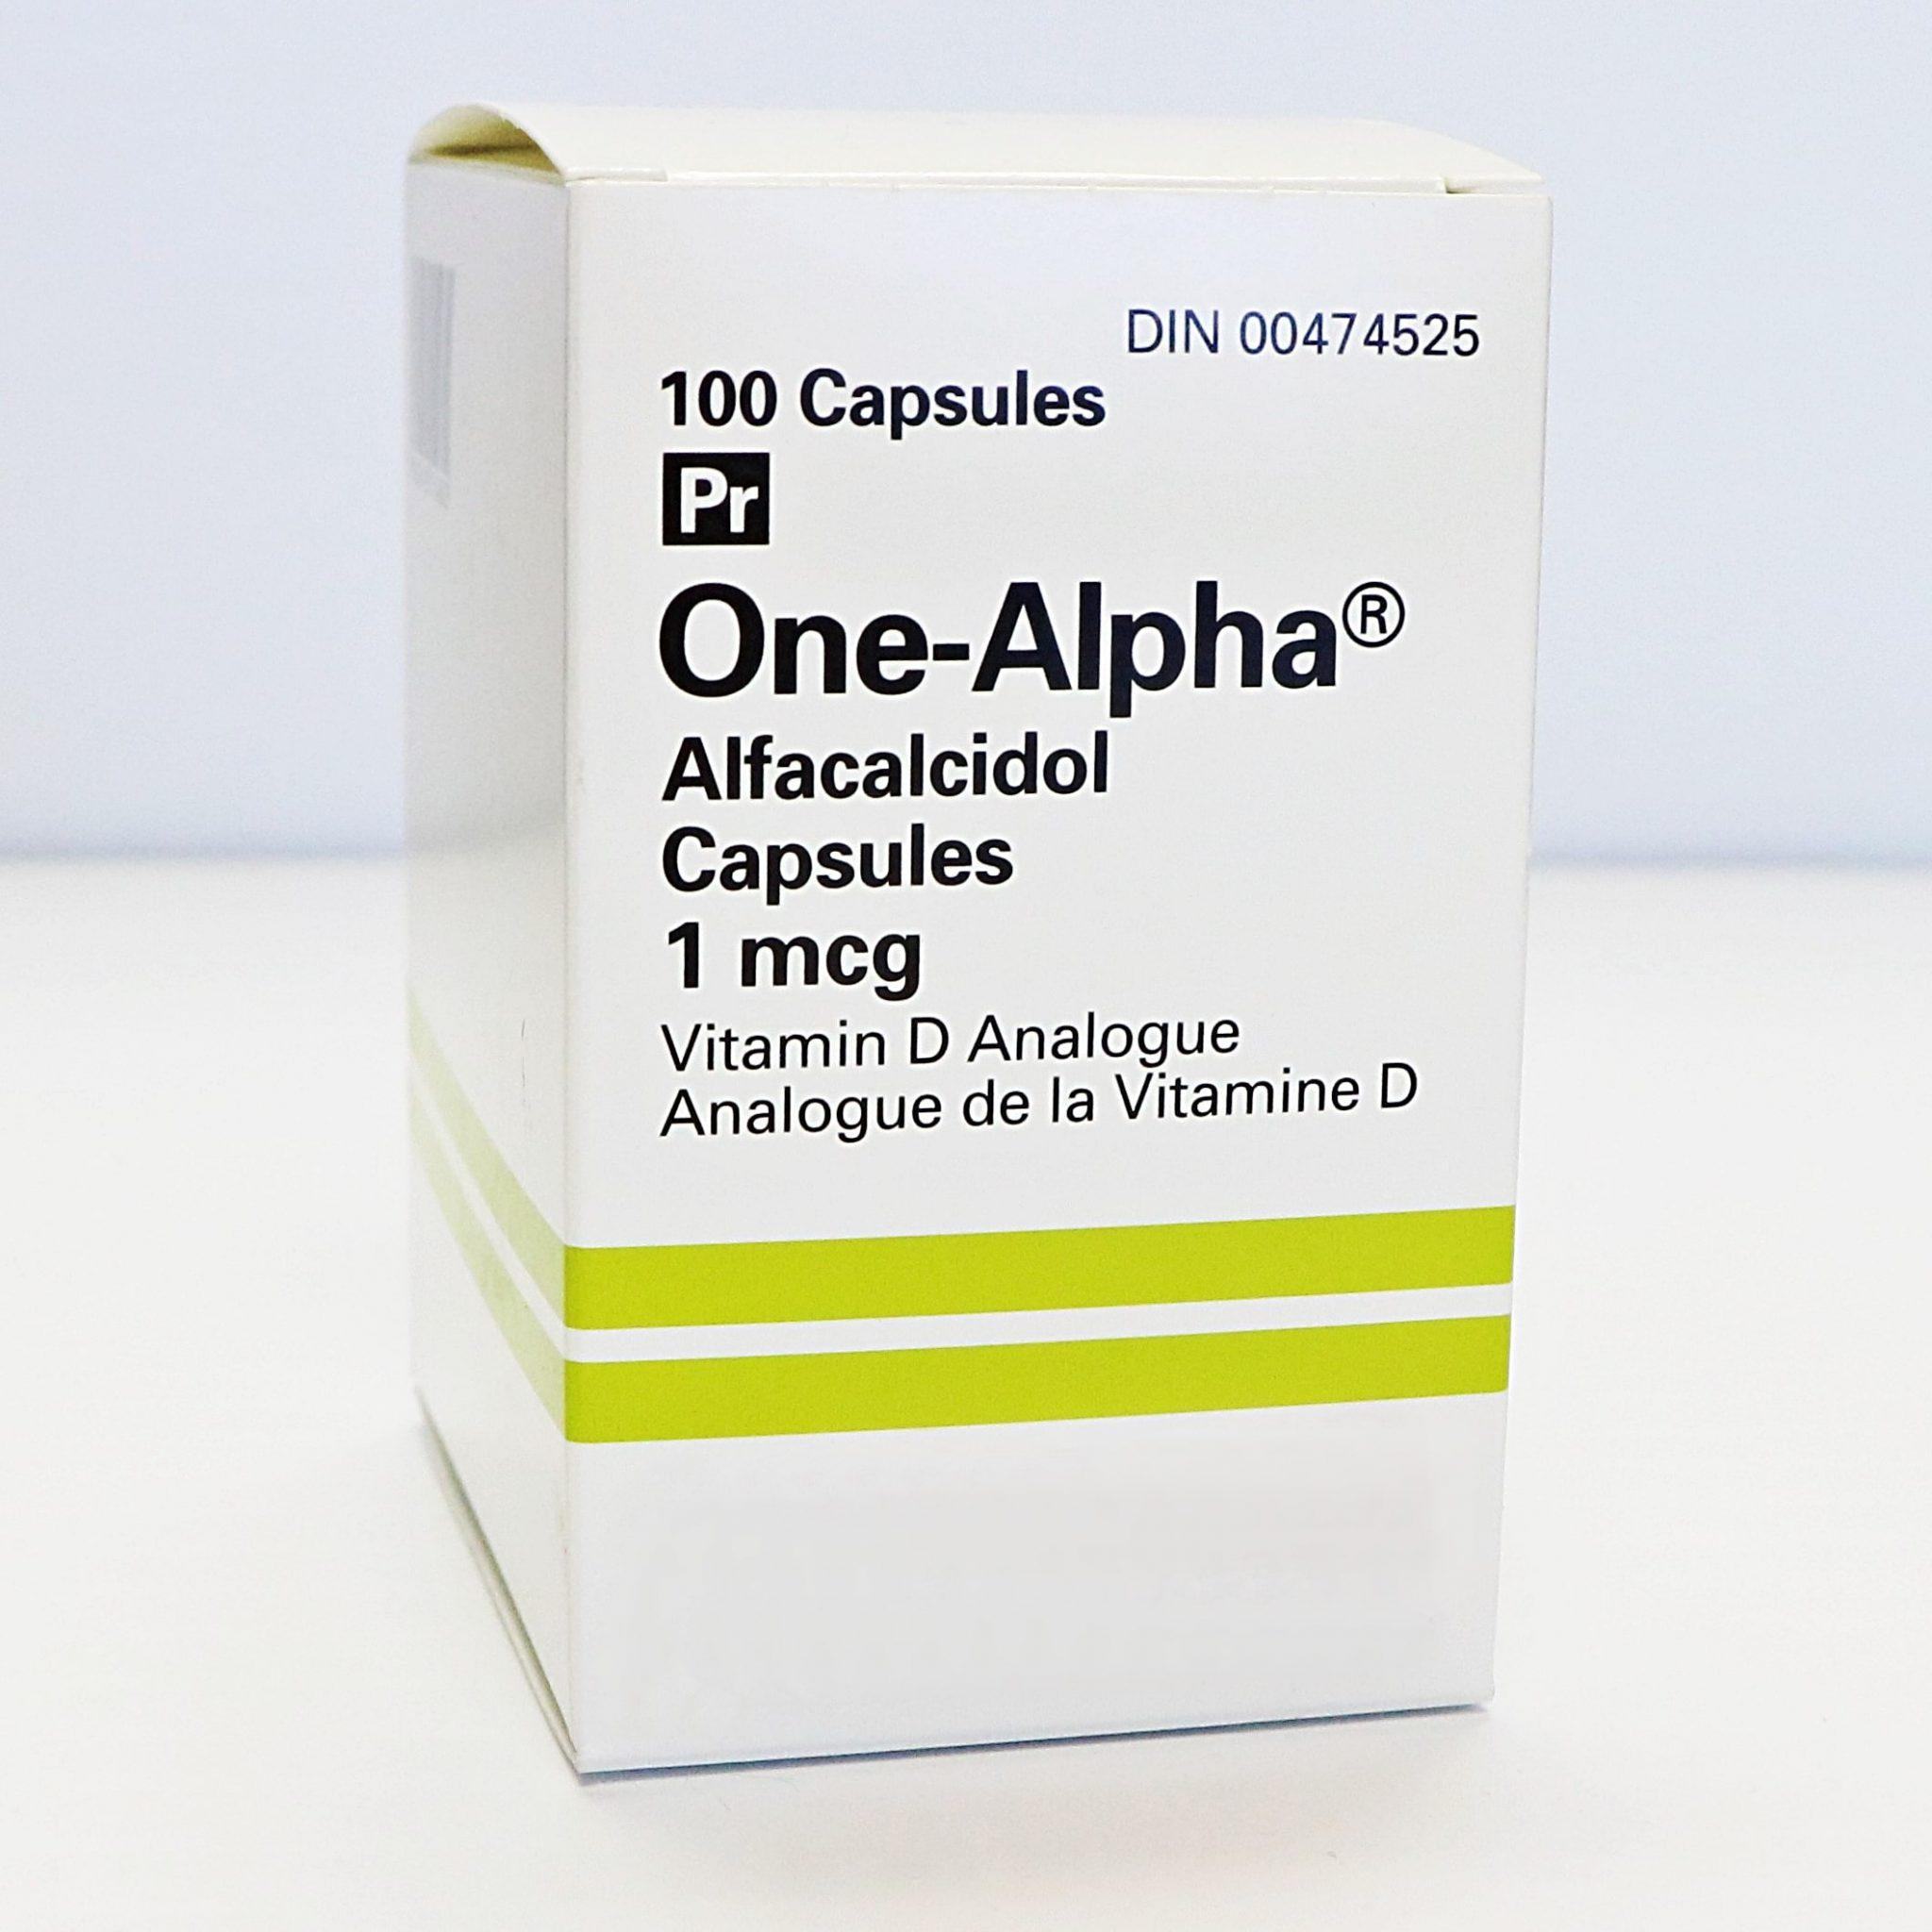 DIN 00474525
100 Capsules
Pr
One-Alpha®
Alfacalcidol
Capsules
1 mcg
Vitamin D Analogue
Analogue de la Vitamine D